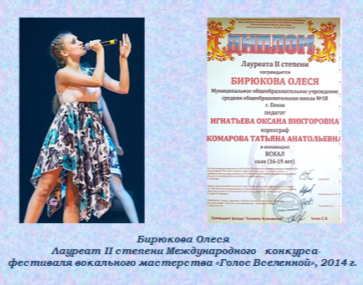 ДИПЛОМ
Лауреата II степени
награждается
БИРЮКОВА ОЛЕСЯ
Муниципальное общеобразовательное учреждение
средняя общеобразовательная школа №18
г. Пенза
педагог
ИГНАТЬЕВА ОКСАНА ВИКТОРОВНА
хореограф
КОМАРОВА ТАТЬЯНА АНАТОЛЬЕВНА
в номинации
ВОКАЛ
соло (16-19 лет)
Бирюкова Олеся
Лауреат II степени Международного конкурса-
фестиваля вокального мастерства «Голос Вселенной», 2014 г.